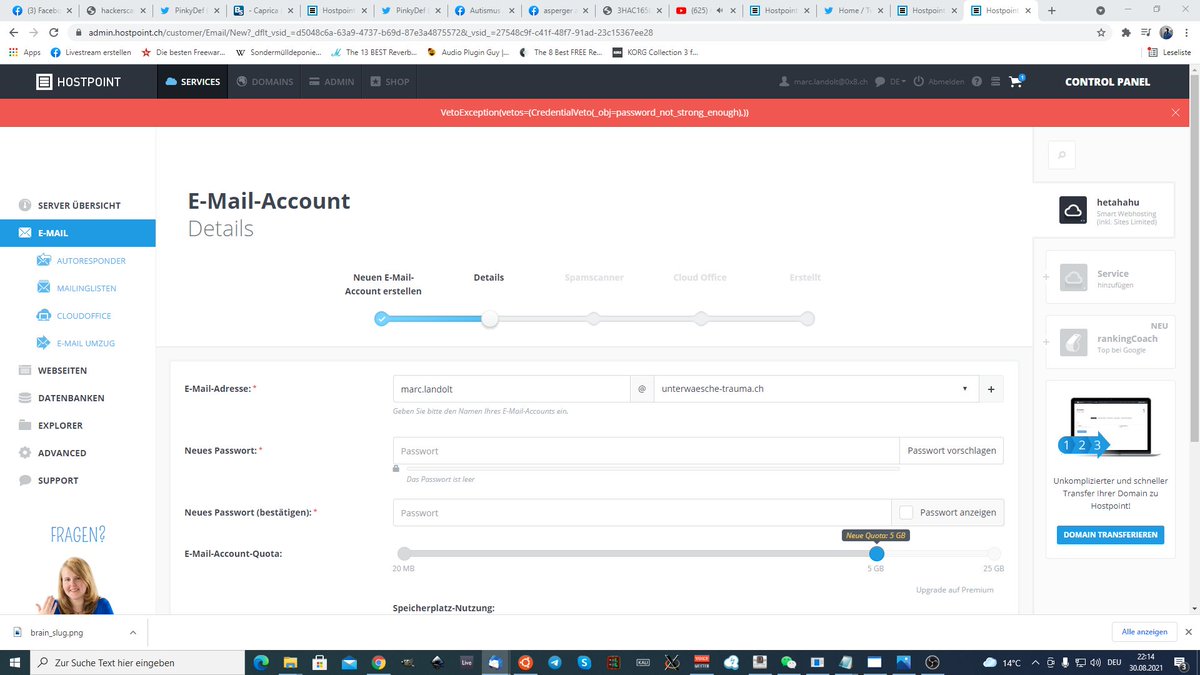 (3) Faceb
hackersca
PinkyDef
- Caprica
Hostpoint
PinkyDef
Autismus
asperger
3HAC165
(625)
Hostpoint
Home / T
Hostpoint
Hostpoint
admin.hostpoint.ch/customer/Email/New?_dflt_vsid_=d5048c6a-63a9-4737-b69d-87e3a4875572&_vsid_=27548c9f-c41f-48f7-91ad-23c15367ee28
Apps
Livestream erstellen
Die besten Freewar...
Sondermülldeponie...
The 13 BEST Reverb...
Audio Plugin Guy |...
The 8 Best FREE Re...
KORG Collection 3 f...
Leseliste
HOSTPOINT
SERVICES
DOMAINS
ADMIN
SHOP
marc.landolt@0x8.ch
DE
Abmelden
CONTROL PANEL
VetoException(vetos=(CredentialVeto(_obj=password_not_strong_enough),))
E-Mail-Account
Details
SERVER ÜBERSICHT
E-MAIL
AUTORESPONDER
MAILINGLISTEN
CLOUDOFFICE
E-MAIL UMZUG
WEBSEITEN
DATENBANKEN
EXPLORER
ADVANCED
SUPPORT
FRAGEN?
Neuen E-Mail-
Account erstellen
Details
Spamscanner
Cloud Office
Erstellt
E-Mail-Adresse: *
marc.landolt
@
unterwaesche-trauma.ch
+
Geben Sie bitte den Namen Ihres E-Mail-Accounts ein.
Neues Passwort: *
Passwort
Passwort vorschlagen
Das Passwort ist leer
Neues Passwort (bestätigen): *
Passwort
Passwort anzeigen
Neue Quota: 5 GB
E-Mail-Account-Quota:
20 MB
5 GB
25 GB
Upgrade auf Premium
Speicherplatz-Nutzung:
hetahahu
Smart Webhosting
(inkl. Sites Limited)
+
Service
hinzufügen
NEU
+
rankingCoach
Top bei Google
1 2 3
Unkomplizierter und schneller
Transfer Ihrer Domain zu
Hostpoint!
DOMAIN TRANSFERIEREN
brain_slug.png
Alle anzeigen
Zur Suche Text hier eingeben
Live
14°C
DEU
22:14
30.08.2021